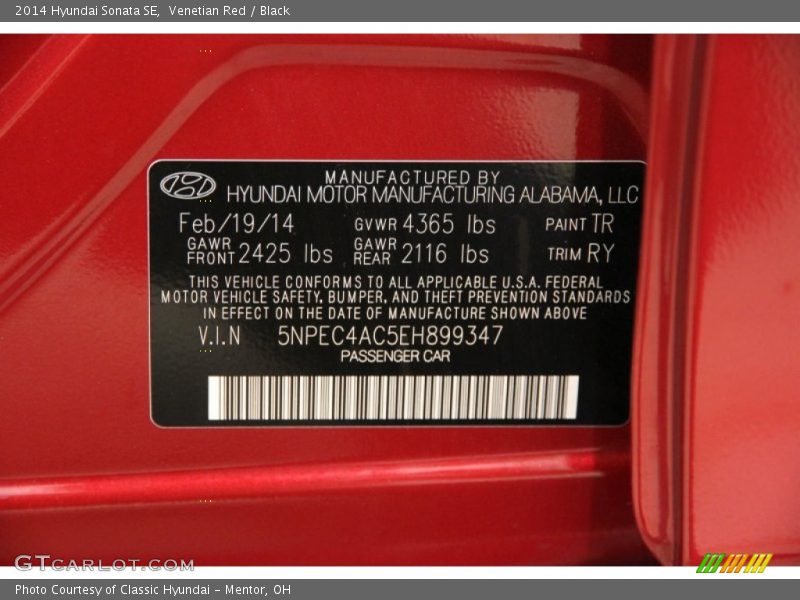 2014 Hyundai Sonata SE,  Venetian Red / Black
MANUFACTURED BY
HYUNDAI MOTOR MANUFACTURING ALABAMA, LLC
Feb/19/14 GVWR 4365 lbs PAINT TR
GAWR FRONT 2425 lbs GAWR REAR 2116 lbs TRIM RY
THIS VEHICLE CONFORMS TO ALL APPLICABLE U.S.A. FEDERAL
MOTOR VEHICLE SAFETY, BUMPER, AND THEFT PREVENTION STANDARDS
IN EFFECT ON THE DATE OF MANUFACTURE SHOWN ABOVE
V.I.N 5NPEC4AC5EH899347
PASSENGER CAR
GTCARLOT.COM
Photo Courtesy of Classic Hyundai - Mentor, OH